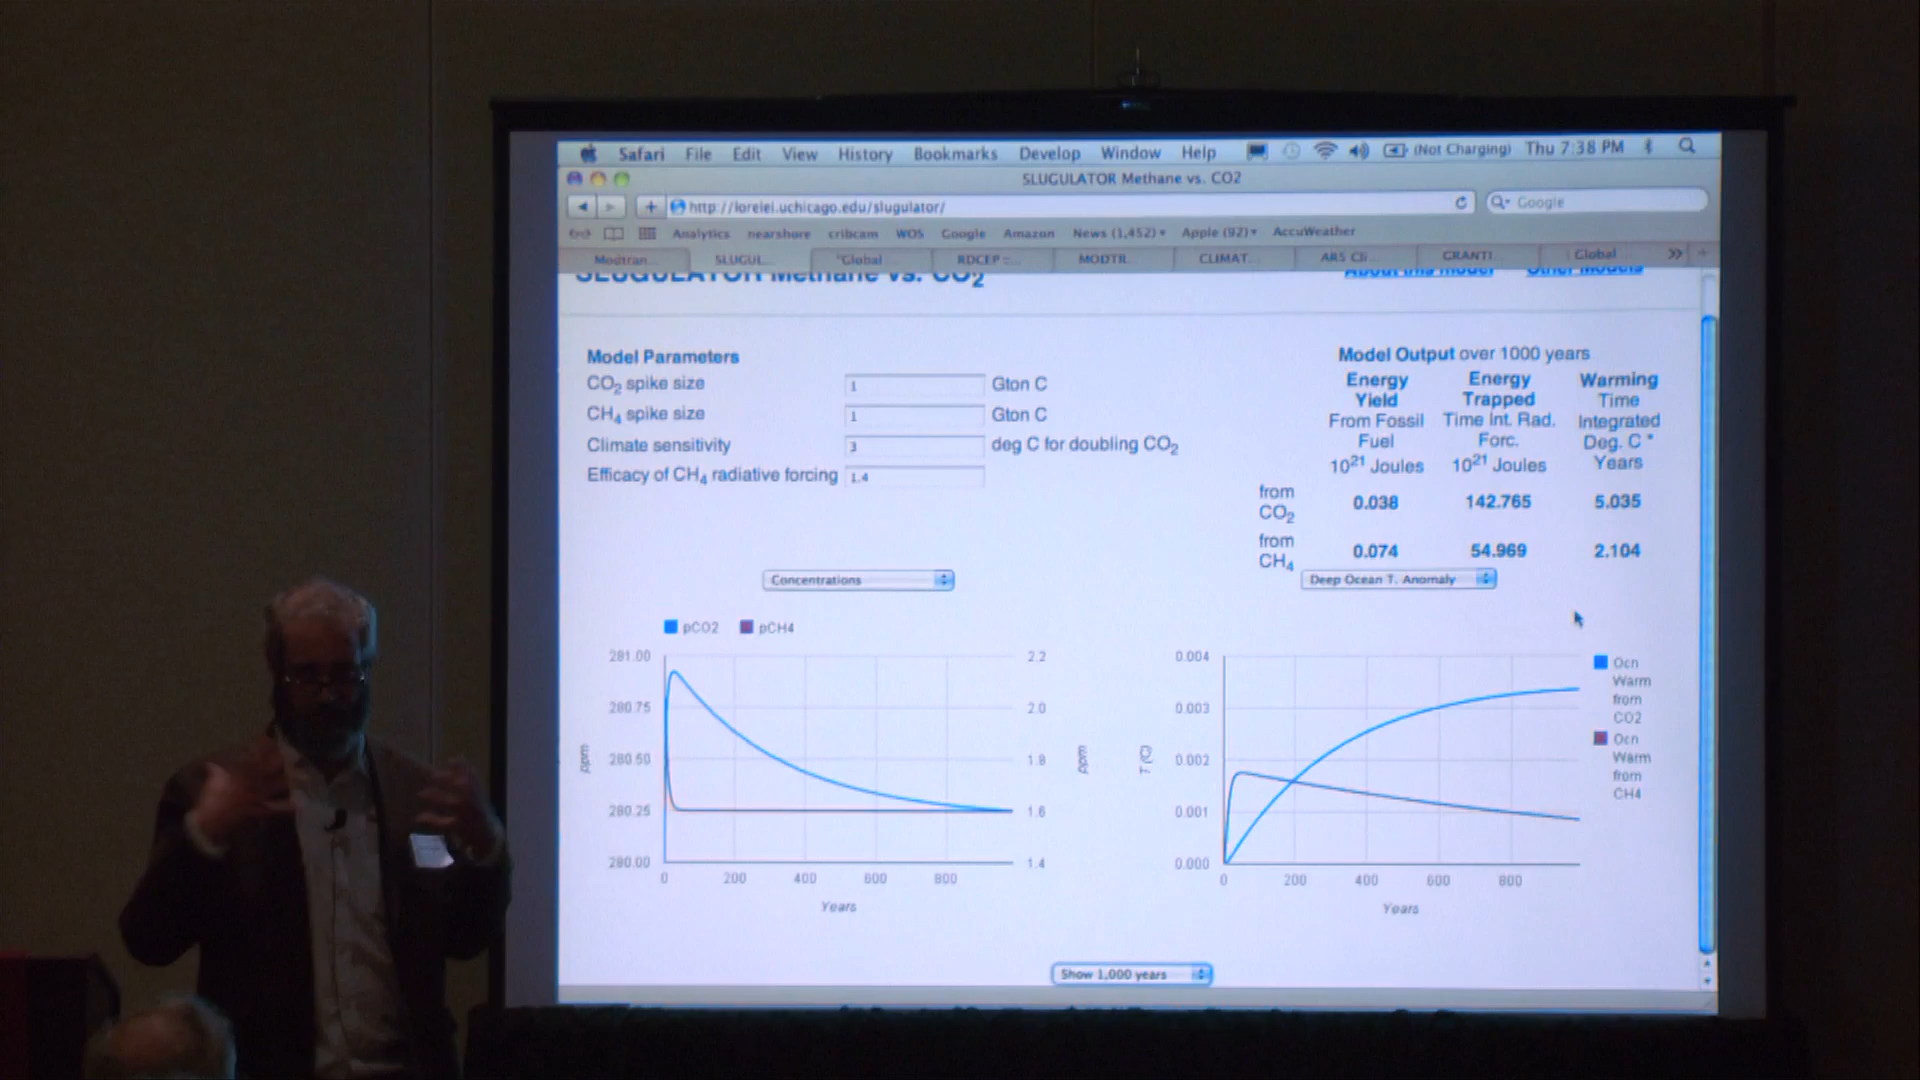 Safari File Edit View History Bookmarks Develop Window Help (Not Charging) Thu 7:38 PM
SLUGULATOR Methane vs. CO2
http://lorelei.uchicago.edu/slugulator/
Google
Analytics nearshore cribcam WOS Google Amazon News (1,452) Apple (92) AccuWeather
Modtran... SLUGUL... "Global RDCEP :... MODTR... CLIMAT... ARS Cli... GRANTI... Global...
SLUGULATOR Methane vs. CO2
About this model Other Models
Model Parameters
CO2 spike size 1 Gton C
CH4 spike size 1 Gton C
Climate sensitivity 3 deg C for doubling CO2
Efficacy of CH4 radiative forcing 1.4
Model Output over 1000 years
Energy Energy Warming
Yield Trapped Time
From Fossil Time Int. Rad. Integrated
Fuel Forc. Deg. C *
10²¹ Joules 10²¹ Joules Years
from
CO2 0.038 142.765 5.035
from
CH4 0.074 54.969 2.104
Concentrations
Deep Ocean T. Anomaly
pCO2 pCH4
281.00
280.75
280.50
280.25
280.00
ppm
2.2
2.0
1.8
1.6
1.4
ppm
0 200 400 600 800
Years
0.004
0.003
0.002
0.001
0.000
T (C)
0 200 400 600 800
Years
Ocn
Warm
from
CO2
Ocn
Warm
from
CH4
Show 1,000 years